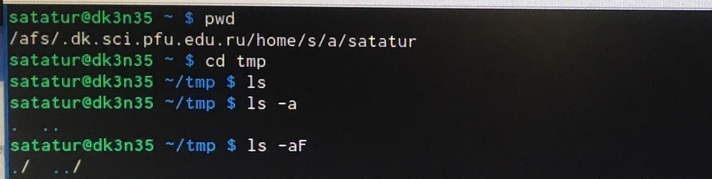 satatur@dk3n35 ~ $ pwd
/afs/.dk.sci.pfu.edu.ru/home/s/a/satatur
satatur@dk3n35 ~ $ cd tmp
satatur@dk3n35 ~/tmp $ ls
satatur@dk3n35 ~/tmp $ ls -a
.  ..
satatur@dk3n35 ~/tmp $ ls -aF
./  ../